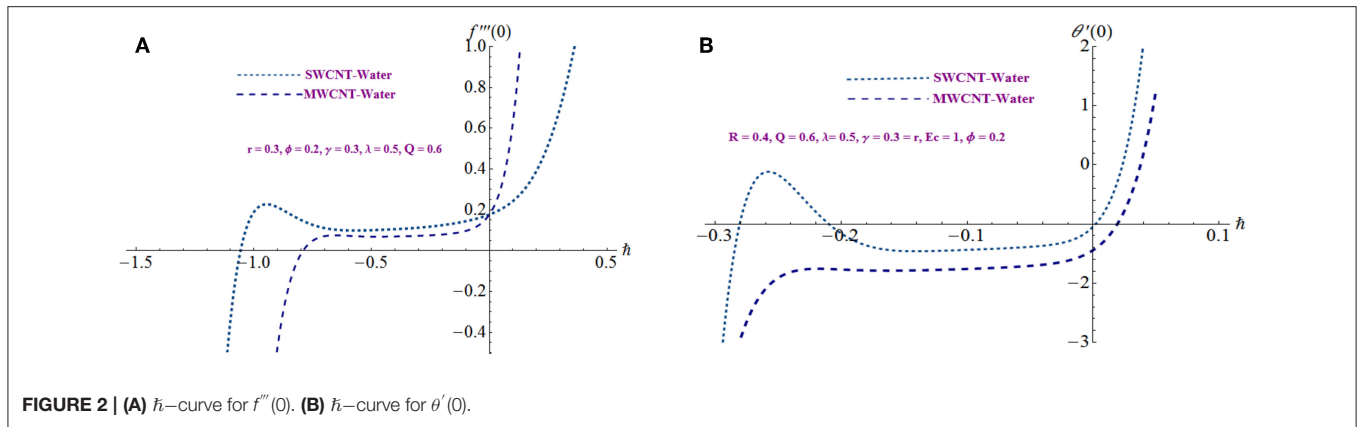 A
f‴(0)
SWCNT-Water
MWCNT-Water
r = 0.3, ϕ = 0.2, γ = 0.3, λ = 0.5, Q = 0.6
1.0
0.8
0.6
0.4
0.2
−0.2
−0.4
−1.5
−1.0
−0.5
0.5
ħ
B
θ′(0)
SWCNT-Water
MWCNT-Water
R = 0.4, Q = 0.6, λ = 0.5, γ = 0.3 = r, Ec = 1, ϕ = 0.2
2
1
0
−2
−3
−0.3
−0.2
−0.1
0.1
ħ
FIGURE 2 | (A) ħ−curve for f‴(0). (B) ħ−curve for θ′(0).